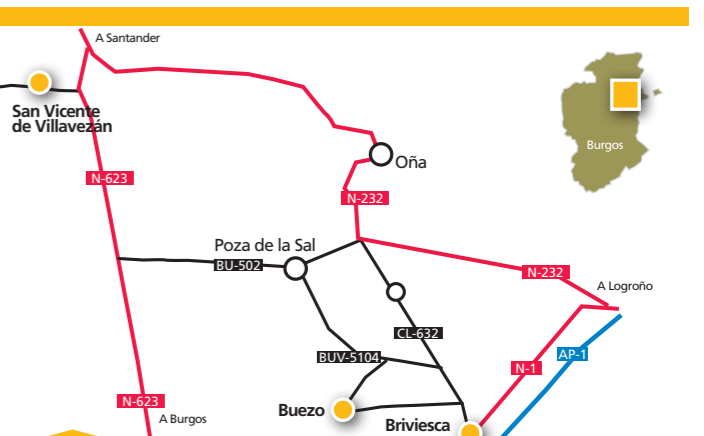 A Santander
San Vicente
de Villavezán
Burgos
Oña
N-623
N-232
Poza de la Sal
BU-502
N-232
A Logroño
CL-632
BUV-5104
AP-1
N-1
N-623
Buezo
A Burgos
Briviesca